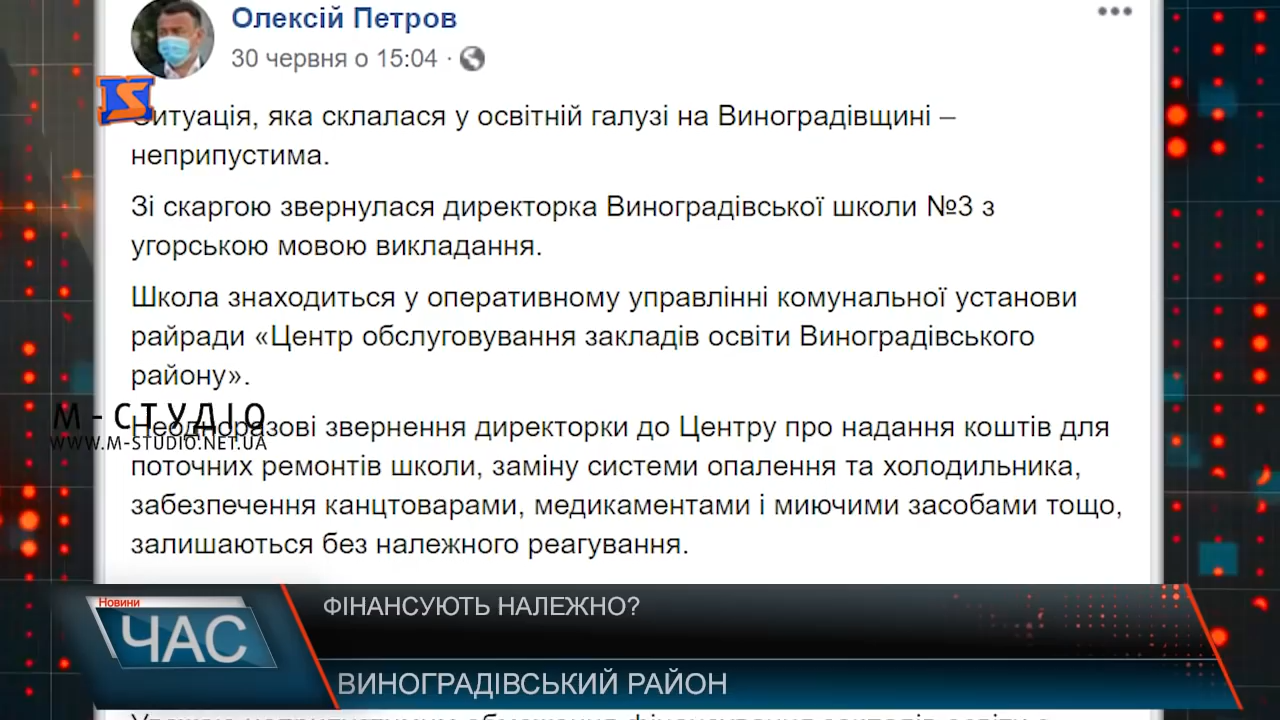 Олексій Петров
30 червня о 15:04 ·
Ситуація, яка склалася у освітній галузі на Виноградівщині –
неприпустима.
Зі скаргою звернулася директорка Виноградівської школи №3 з
угорською мовою викладання.
Школа знаходиться у оперативному управлінні комунальної установи
райради «Центр обслуговування закладів освіти Виноградівського
району».
М-СТУДІО
WWW.M-STUDIO.NET.UA
Неодноразові звернення директорки до Центру про надання коштів для
поточних ремонтів школи, заміну системи опалення та холодильника,
забезпечення канцтоварами, медикаментами і миючими засобами тощо,
залишаються без належного реагування.
Новини
ЧАС
ФІНАНСУЮТЬ НАЛЕЖНО?
ВИНОГРАДІВСЬКИЙ РАЙОН